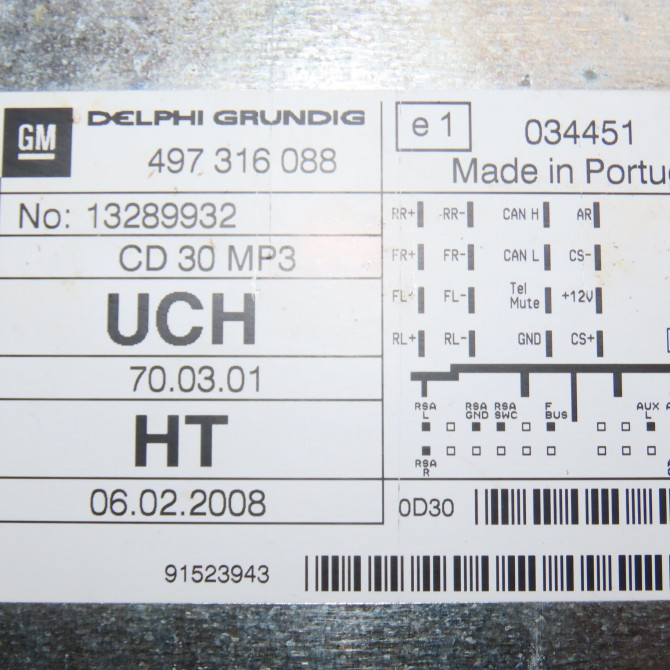 GM DELPHI GRUNDIG
497 316 088
e 1 034451
Made in Portu
No: 13289932
CD 30 MP3
UCH
70.03.01
HT
06.02.2008
RR+ RR- CAN H AR
FR+ FR- CAN L CS-
FL+ FL- Tel Mute +12V
RL+ RL- GND CS+
RSA L RSA GND RSA SWC F BUS AUX L A
RSA R A
0D30
91523943